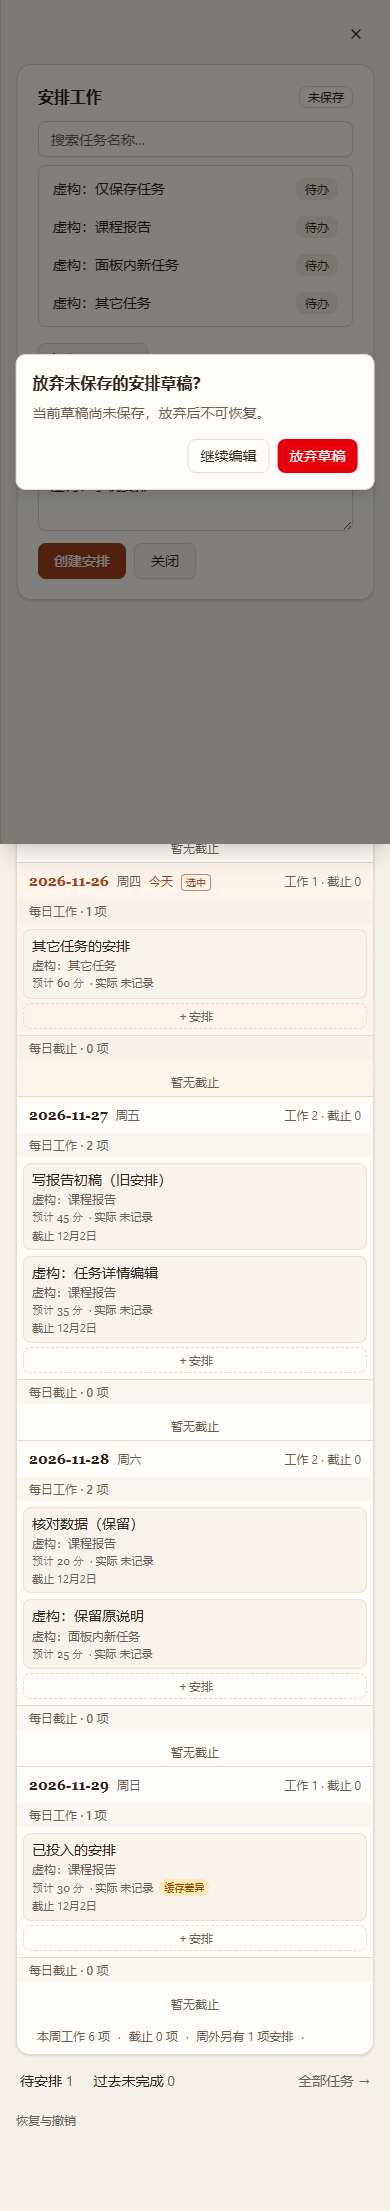 ×
安排工作 未保存
搜索任务名称...
虚构：仅保存任务 待办
虚构：课程报告 待办
虚构：面板内新任务 待办
虚构：其它任务 待办
放弃未保存的安排草稿？
当前草稿尚未保存，放弃后不可恢复。
继续编辑 放弃草稿
创建安排 关闭
暂无截止
2026-11-26 周四 今天 选中 工作 1 · 截止 0
每日工作 · 1 项
其它任务的安排
虚构：其它任务
预计 60 分 · 实际 未记录
+ 安排
每日截止 · 0 项
暂无截止
2026-11-27 周五 工作 2 · 截止 0
每日工作 · 2 项
写报告初稿（旧安排）
虚构：课程报告
预计 45 分 · 实际 未记录
截止 12月2日
虚构：任务详情编辑
虚构：课程报告
预计 35 分 · 实际 未记录
截止 12月2日
+ 安排
每日截止 · 0 项
暂无截止
2026-11-28 周六 工作 2 · 截止 0
每日工作 · 2 项
核对数据（保留）
虚构：课程报告
预计 20 分 · 实际 未记录
截止 12月2日
虚构：保留原说明
虚构：面板内新任务
预计 25 分 · 实际 未记录
+ 安排
每日截止 · 0 项
暂无截止
2026-11-29 周日 工作 1 · 截止 0
每日工作 · 1 项
已投入的安排
虚构：课程报告
预计 30 分 · 实际 未记录 缓存差异
截止 12月2日
+ 安排
每日截止 · 0 项
暂无截止
本周工作 6 项 · 截止 0 项 · 周外另有 1 项安排 ·
待安排 1 过去未完成 0 全部任务 →
恢复与撤销